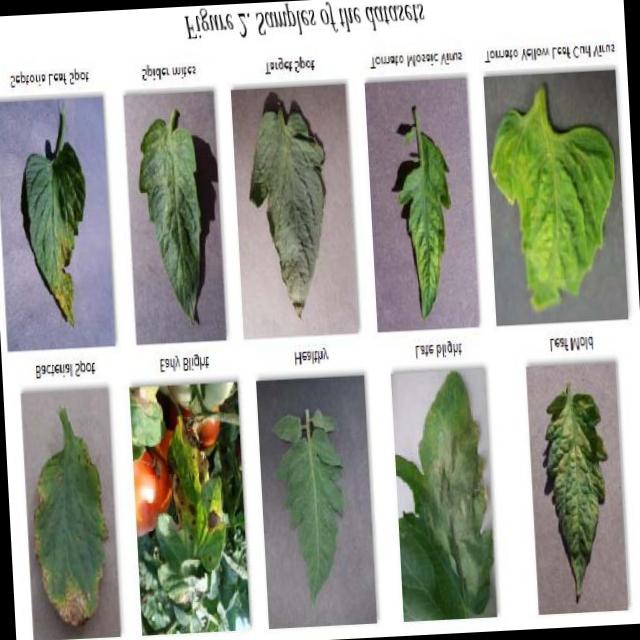 Bacterial Spot Early Blight Healthy Late blight Leaf Mold
Septoria Leaf Spot Spider mites Target Spot Tomato Mosaic Virus Tomato Yellow Leaf Curl Virus
Figure 2. Samples of the datasets